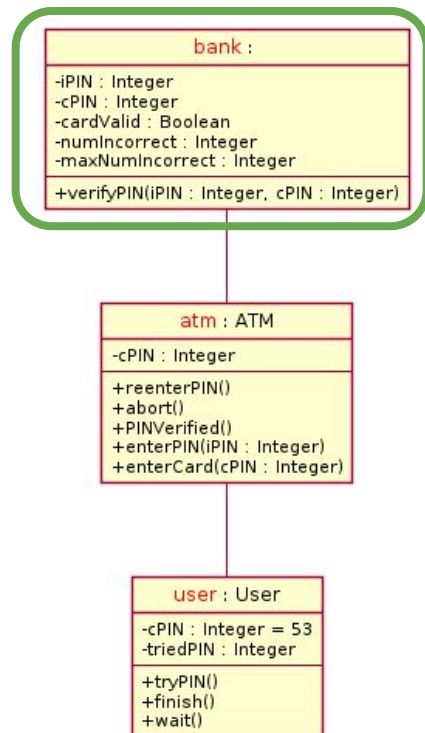 bank :
-iPIN : Integer
-cPIN : Integer
-cardValid : Boolean
-numIncorrect : Integer
-maxNumIncorrect : Integer
+verifyPIN(iPIN : Integer, cPIN : Integer)
atm : ATM
-cPIN : Integer
+reenterPIN()
+abort()
+PINVerified()
+enterPIN(iPIN : Integer)
+enterCard(cPIN : Integer)
user : User
-cPIN : Integer = 53
-triedPIN : Integer
+tryPIN()
+finish()
+wait()